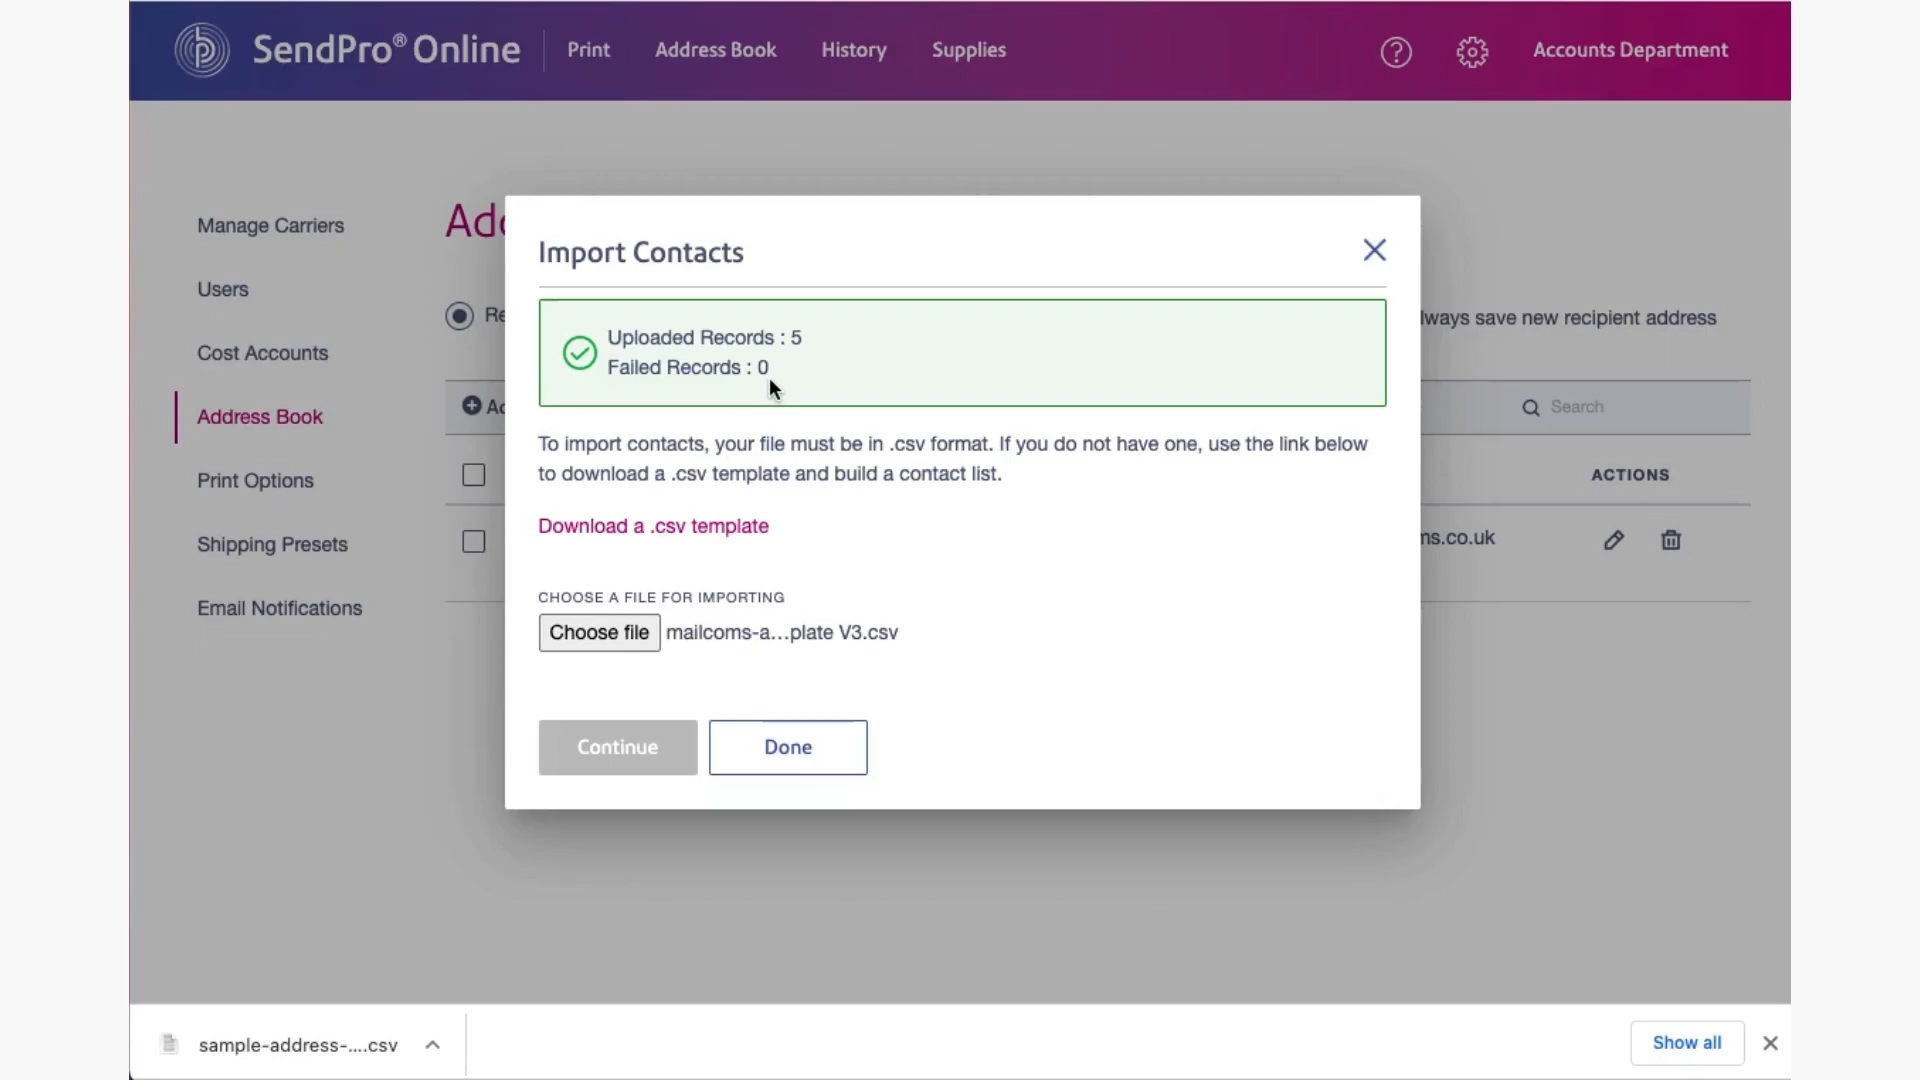 SendPro® Online
Print
Address Book
History
Supplies
Accounts Department
Manage Carriers
Users
Cost Accounts
Address Book
Print Options
Shipping Presets
Email Notifications
Import Contacts
Uploaded Records : 5
Failed Records : 0
To import contacts, your file must be in .csv format. If you do not have one, use the link below
to download a .csv template and build a contact list.
Download a .csv template
CHOOSE A FILE FOR IMPORTING
Choose file mailcoms-a...plate V3.csv
Continue
Done
lways save new recipient address
Search
ACTIONS
ms.co.uk
sample-address-....csv
Show all